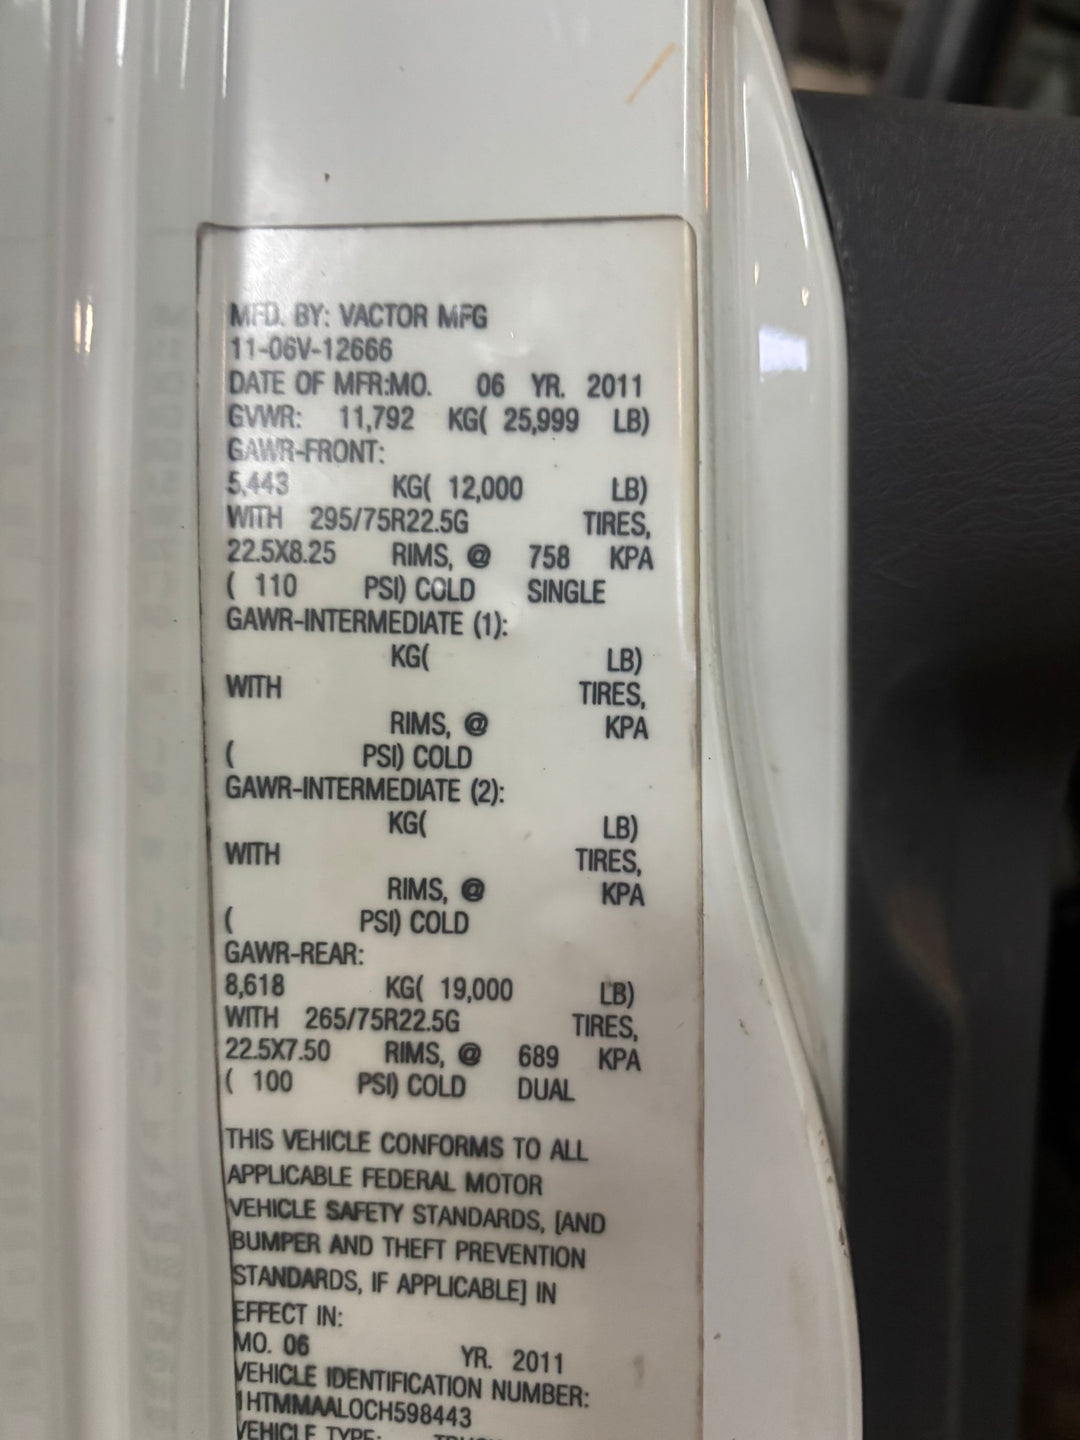 MFD. BY: VACTOR MFG
11-06V-12666
DATE OF MFR:MO. 06 YR. 2011
GVWR: 11,792 KG( 25,999 LB)
GAWR-FRONT:
5,443 KG( 12,000 LB)
WITH 295/75R22.5G TIRES,
22.5X8.25 RIMS, @ 758 KPA
( 110 PSI) COLD SINGLE
GAWR-INTERMEDIATE (1):
KG( LB)
WITH TIRES,
RIMS, @ KPA
( PSI) COLD
GAWR-INTERMEDIATE (2):
KG( LB)
WITH TIRES,
RIMS, @ KPA
( PSI) COLD
GAWR-REAR:
8,618 KG( 19,000 LB)
WITH 265/75R22.5G TIRES,
22.5X7.50 RIMS, @ 689 KPA
( 100 PSI) COLD DUAL
THIS VEHICLE CONFORMS TO ALL
APPLICABLE FEDERAL MOTOR
VEHICLE SAFETY STANDARDS, [AND
BUMPER AND THEFT PREVENTION
STANDARDS, IF APPLICABLE] IN
EFFECT IN:
MO. 06 YR. 2011
VEHICLE IDENTIFICATION NUMBER:
1HTMMAALOCH598443
VEHICLE TYPE: